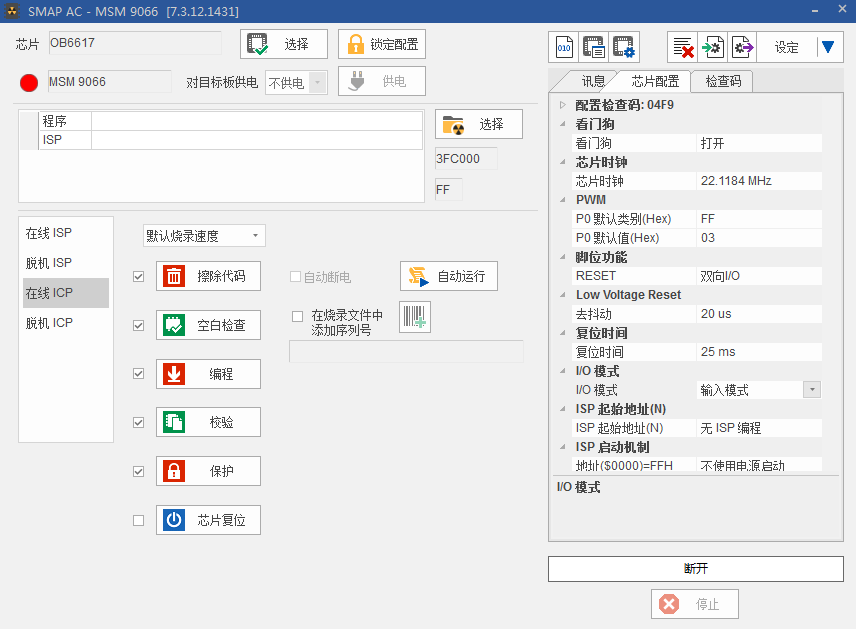 SMAP AC - MSM 9066 [7.3.12.1431]
芯片 OB6617 选择 锁定配置
MSM 9066 对目标板供电 不供电 供电
010 设定
讯息 芯片配置 检查码
程序
ISP
选择
3FC000
FF
在线 ISP
脱机 ISP
在线 ICP
脱机 ICP
默认烧录速度
擦除代码 自动断电 自动运行
空白检查 在烧录文件中
添加序列号
编程
校验
保护
芯片复位
配置检查码: 04F9
看门狗
看门狗 打开
芯片时钟
芯片时钟 22.1184 MHz
PWM
P0 默认类别(Hex) FF
P0 默认值(Hex) 03
脚位功能
RESET 双向I/O
Low Voltage Reset
去抖动 20 us
复位时间
复位时间 25 ms
I/O 模式
I/O 模式 输入模式
ISP 起始地址(N)
ISP 起始地址(N) 无 ISP 编程
ISP 启动机制
地址($0000)=FFH 不使用电源启动
I/O 模式
断开
停止